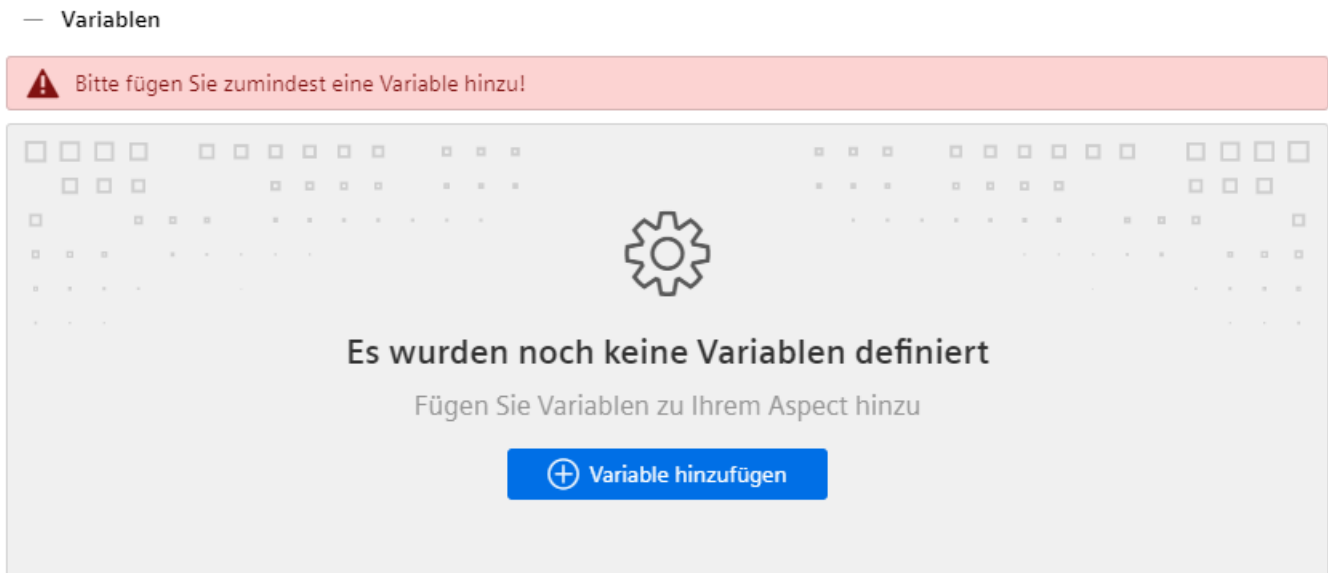 Variablen
Bitte fügen Sie zumindest eine Variable hinzu!
Es wurden noch keine Variablen definiert
Fügen Sie Variablen zu Ihrem Aspect hinzu
Variable hinzufügen